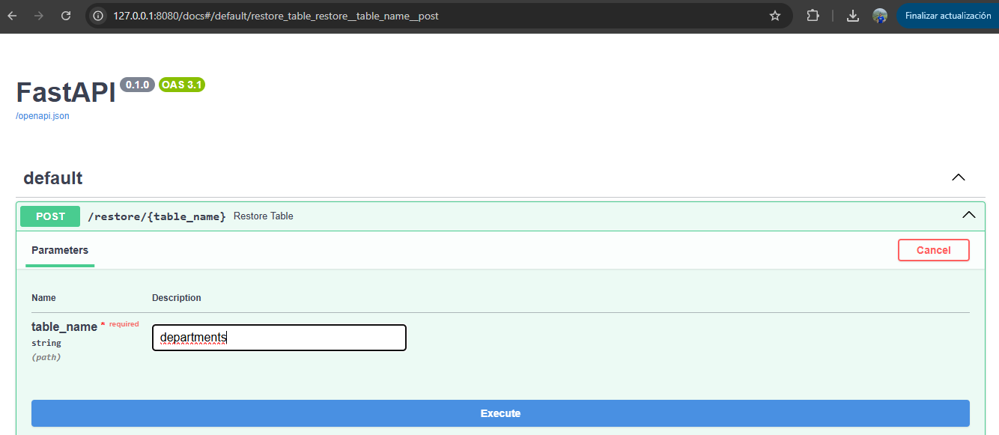 127.0.0.1:8080/docs#/default/restore_table_restore__table_name__post
Finalizar actualización
FastAPI 0.1.0 OAS 3.1
/openapi.json
default
POST /restore/{table_name} Restore Table
Parameters
Cancel
Name Description
table_name * required
string
(path)
departments
Execute